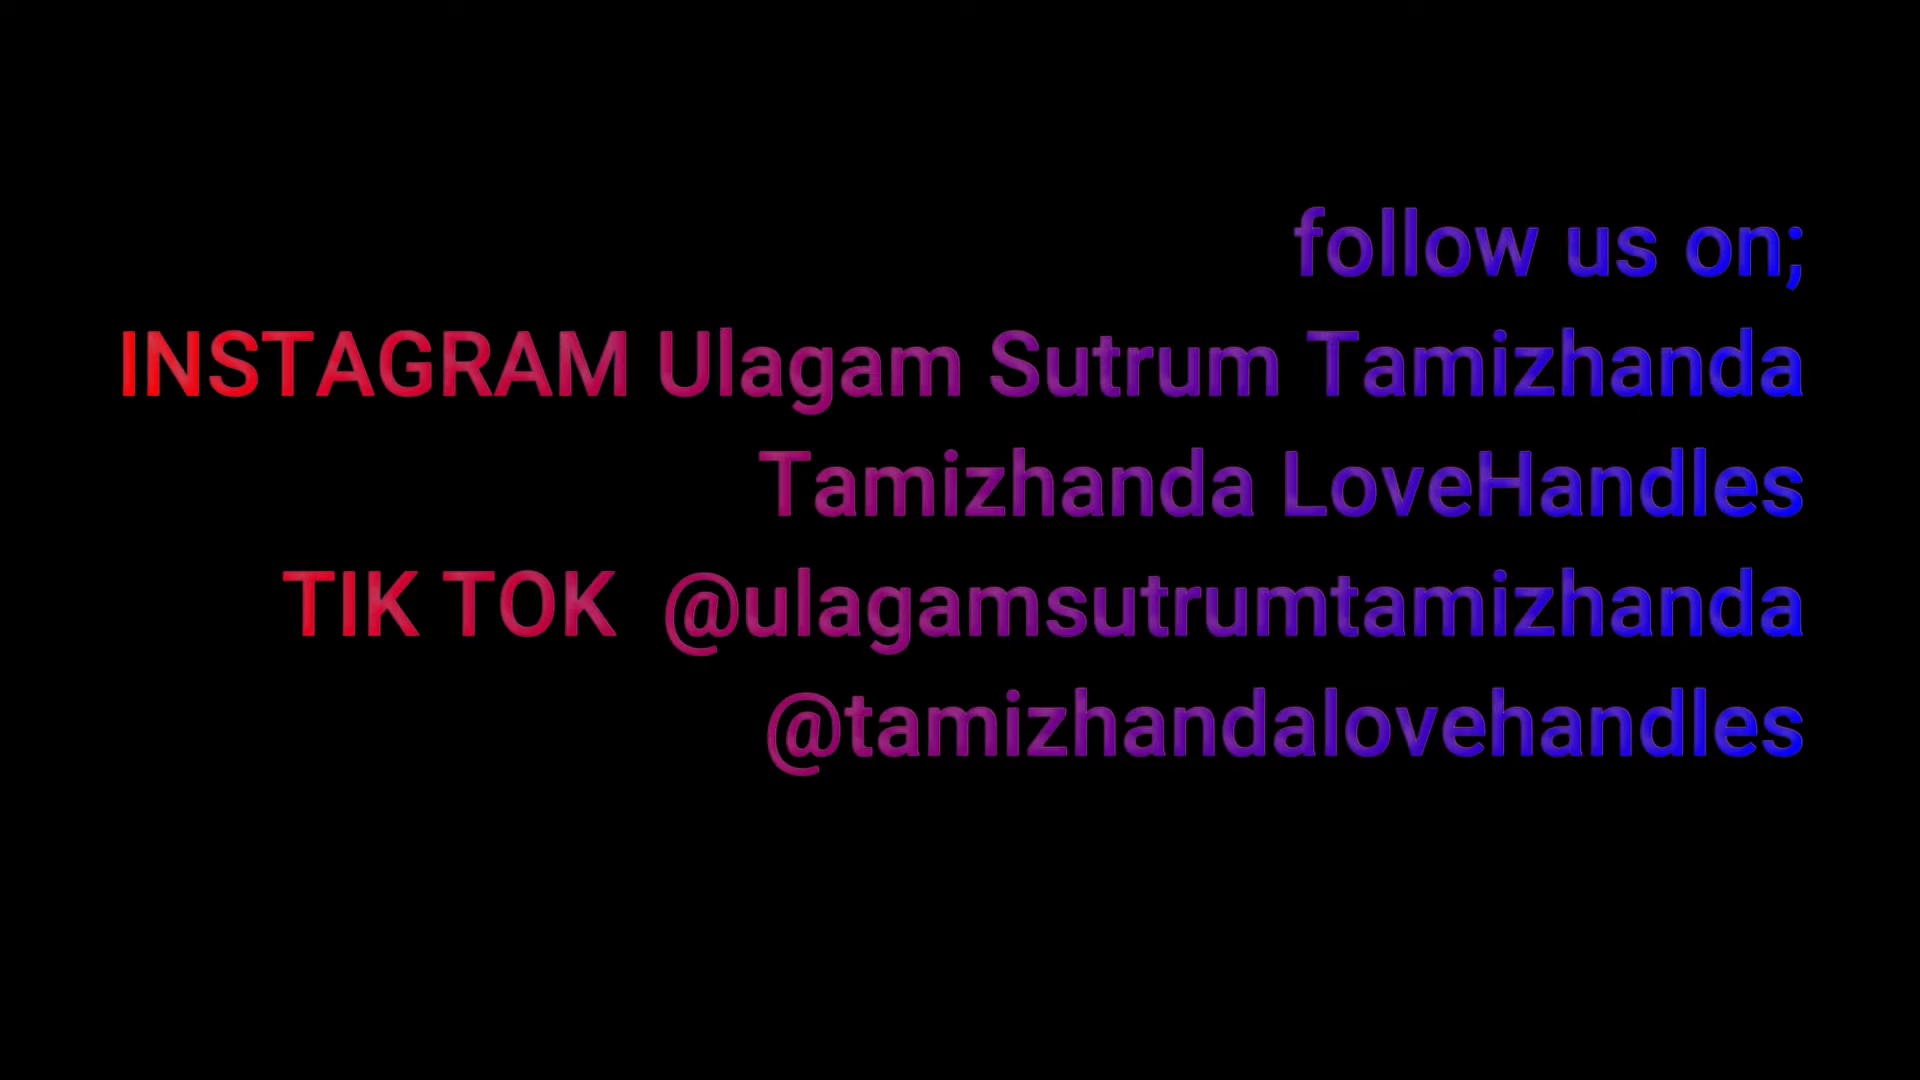 follow us on;
INSTAGRAM Ulagam Sutrum Tamizhanda
Tamizhanda LoveHandles
TIK TOK  @ulagamsutrumtamizhanda
@tamizhandalovehandles